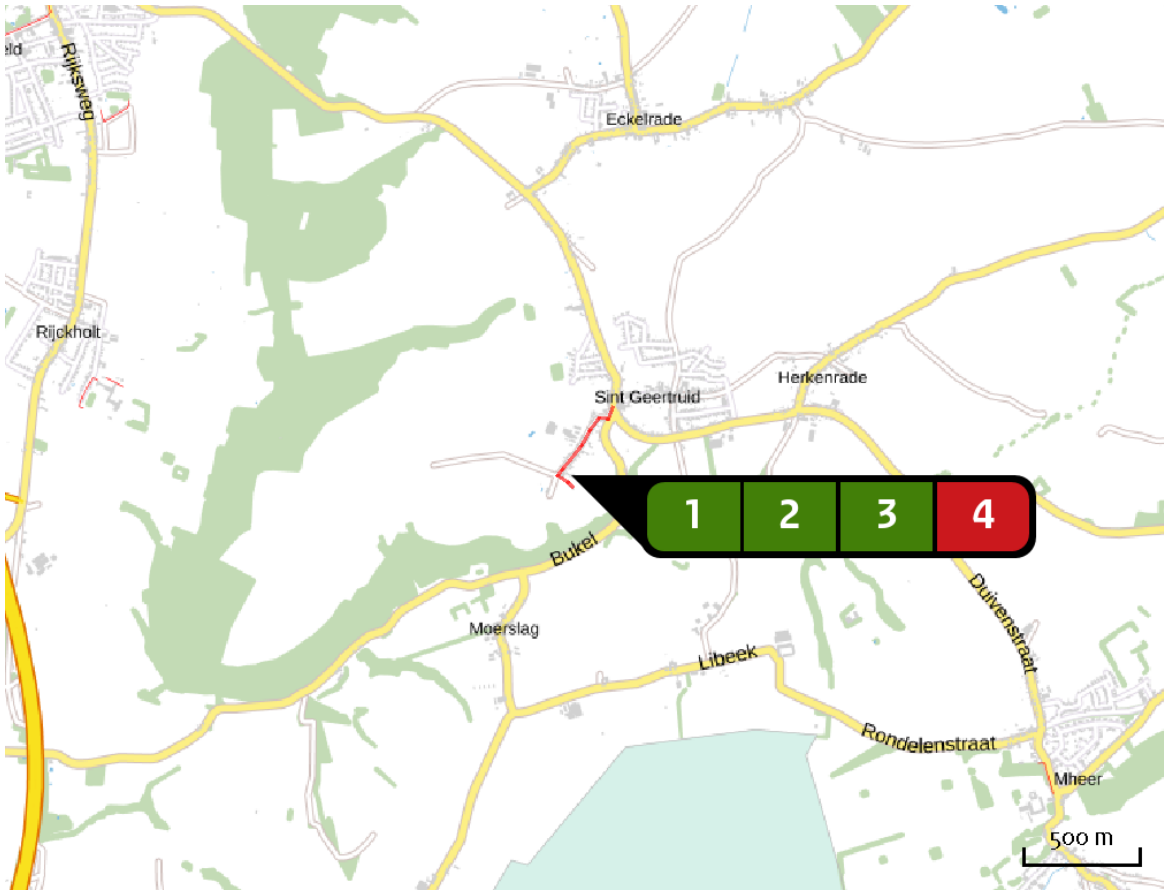 eld
Rijksweg
Eckelrade
Rijckholt
Herkenrade
Sint Geertruid
1 2 3 4
Bukel
Duivenstraat
Moerslag
Libeek
Rondelenstraat
Mheer
500 m